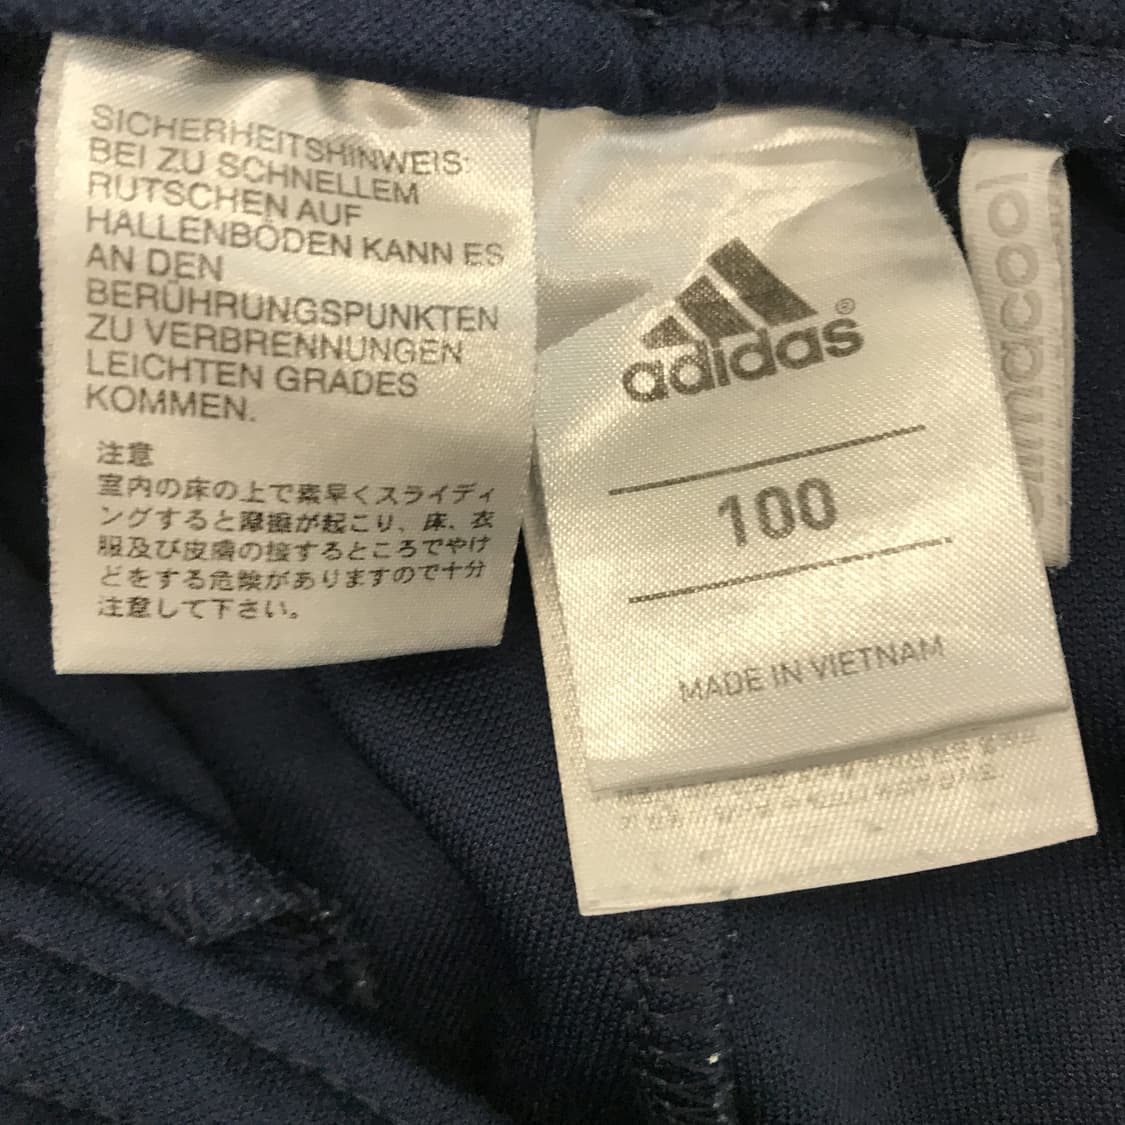 SICHERHEITSHINWEIS:
BEI ZU SCHNELLEM
RUTSCHEN AUF
HALLENBÖDEN KANN ES
AN DEN
BERÜHRUNGSPUNKTEN
ZU VERBRENNUNGEN
LEICHTEN GRADES
KOMMEN.
注意
室内の床の上で素早くスライディ
ングすると摩擦が起こり、床、衣
服及び皮膚の接するところでやけ
どをする危険がありますので十分
注意して下さい。
adidas®
100
MADE IN VIETNAM
climacool